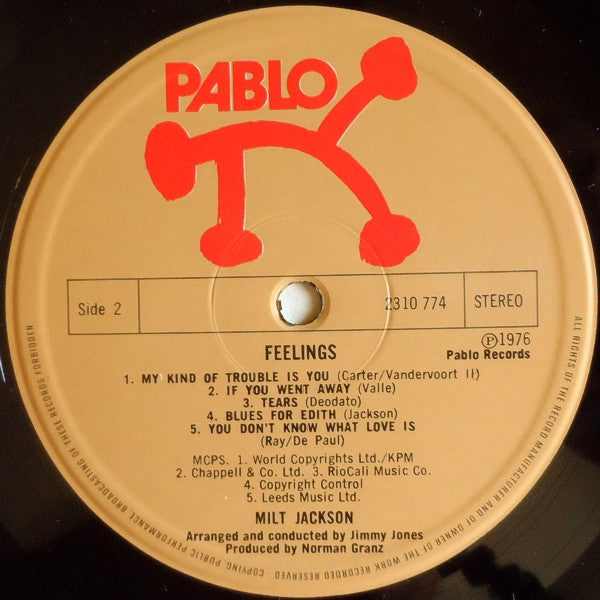 PABLO
Side 2
2310 774
STEREO
℗1976
Pablo Records
FEELINGS
1. MY KIND OF TROUBLE IS YOU (Carter/Vandervoort II)
2. IF YOU WENT AWAY (Valle)
3. TEARS (Deodato)
4. BLUES FOR EDITH (Jackson)
5. YOU DON'T KNOW WHAT LOVE IS
(Ray/De Paul)
MCPS. 1. World Copyrights Ltd./KPM
2. Chappell & Co. Ltd. 3. RioCali Music Co.
4. Copyright Control
5. Leeds Music Ltd.
MILT JACKSON
Arranged and conducted by Jimmy Jones
Produced by Norman Granz
ALL RIGHTS OF THE RECORD MANUFACTURER AND OF OWNER OF THE WORK RECORDED RESERVED COPYING, PUBLIC PERFORMANCE, BROADCASTING OF THESE RECORDS FORBIDDEN